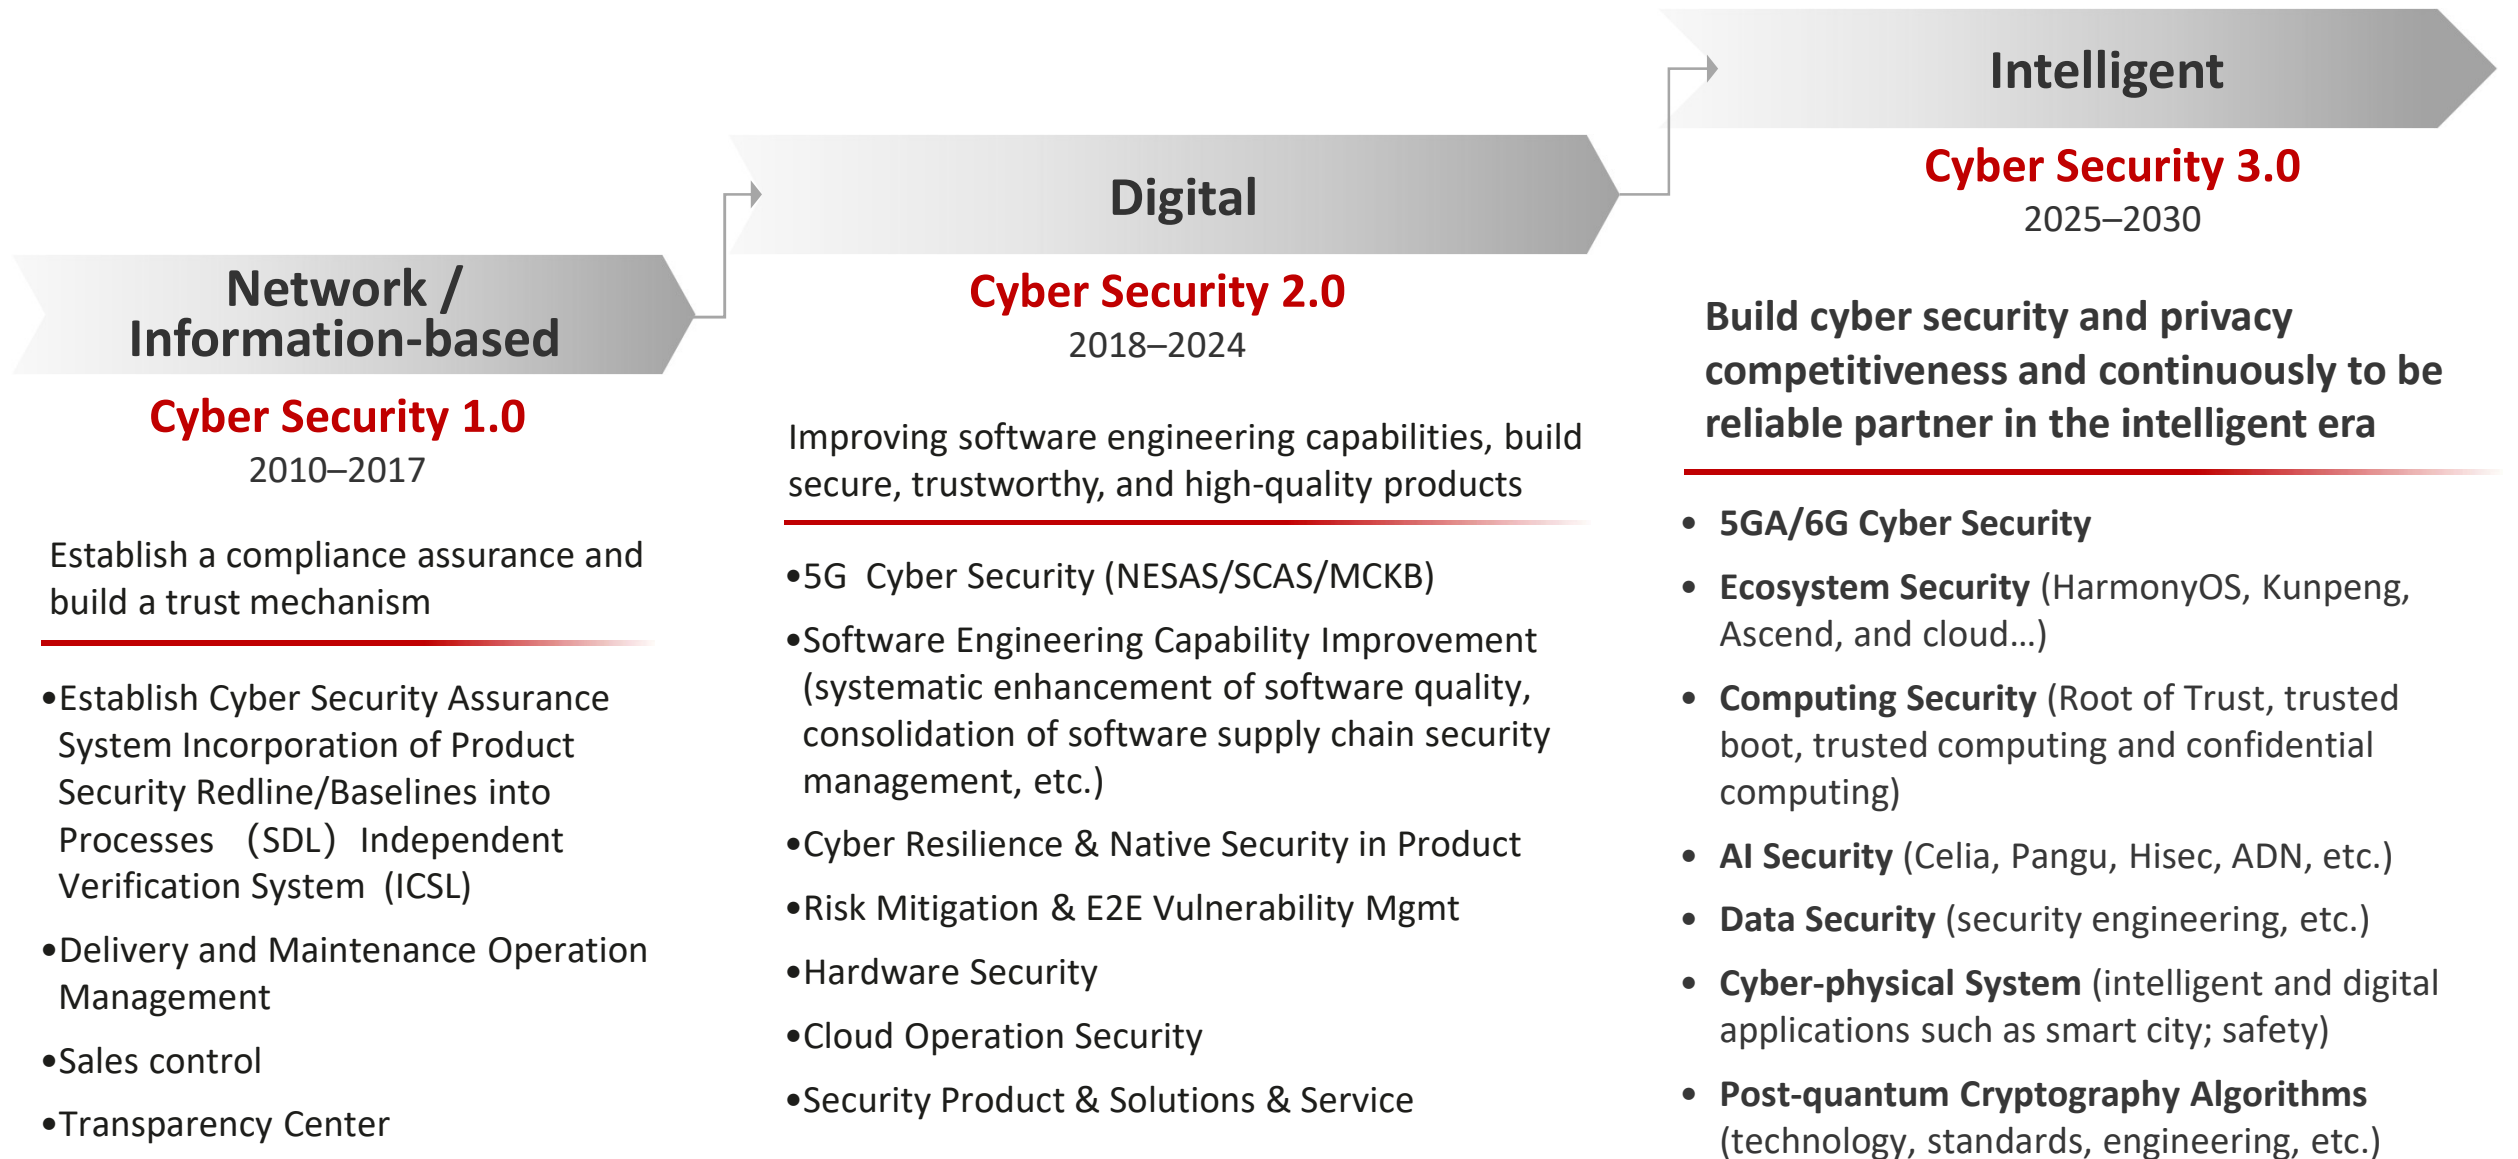 Network /
Information-based
Cyber Security 1.0
2010–2017
Establish a compliance assurance and
build a trust mechanism
•Establish Cyber Security Assurance
System Incorporation of Product
Security Redline/Baselines into
Processes （SDL）Independent
Verification System (ICSL)
•Delivery and Maintenance Operation
Management
•Sales control
•Transparency Center
Digital
Cyber Security 2.0
2018–2024
Improving software engineering capabilities, build
secure, trustworthy, and high-quality products
•5G  Cyber Security (NESAS/SCAS/MCKB)
•Software Engineering Capability Improvement
(systematic enhancement of software quality,
consolidation of software supply chain security
management, etc.)
•Cyber Resilience & Native Security in Product
•Risk Mitigation & E2E Vulnerability Mgmt
•Hardware Security
•Cloud Operation Security
•Security Product & Solutions & Service
Intelligent
Cyber Security 3.0
2025–2030
Build cyber security and privacy
competitiveness and continuously to be
reliable partner in the intelligent era
• 5GA/6G Cyber Security
• Ecosystem Security (HarmonyOS, Kunpeng,
Ascend, and cloud…)
• Computing Security (Root of Trust, trusted
boot, trusted computing and confidential
computing)
• AI Security (Celia, Pangu, Hisec, ADN, etc.)
• Data Security (security engineering, etc.)
• Cyber-physical System (intelligent and digital
applications such as smart city; safety)
• Post-quantum Cryptography Algorithms
(technology, standards, engineering, etc.)